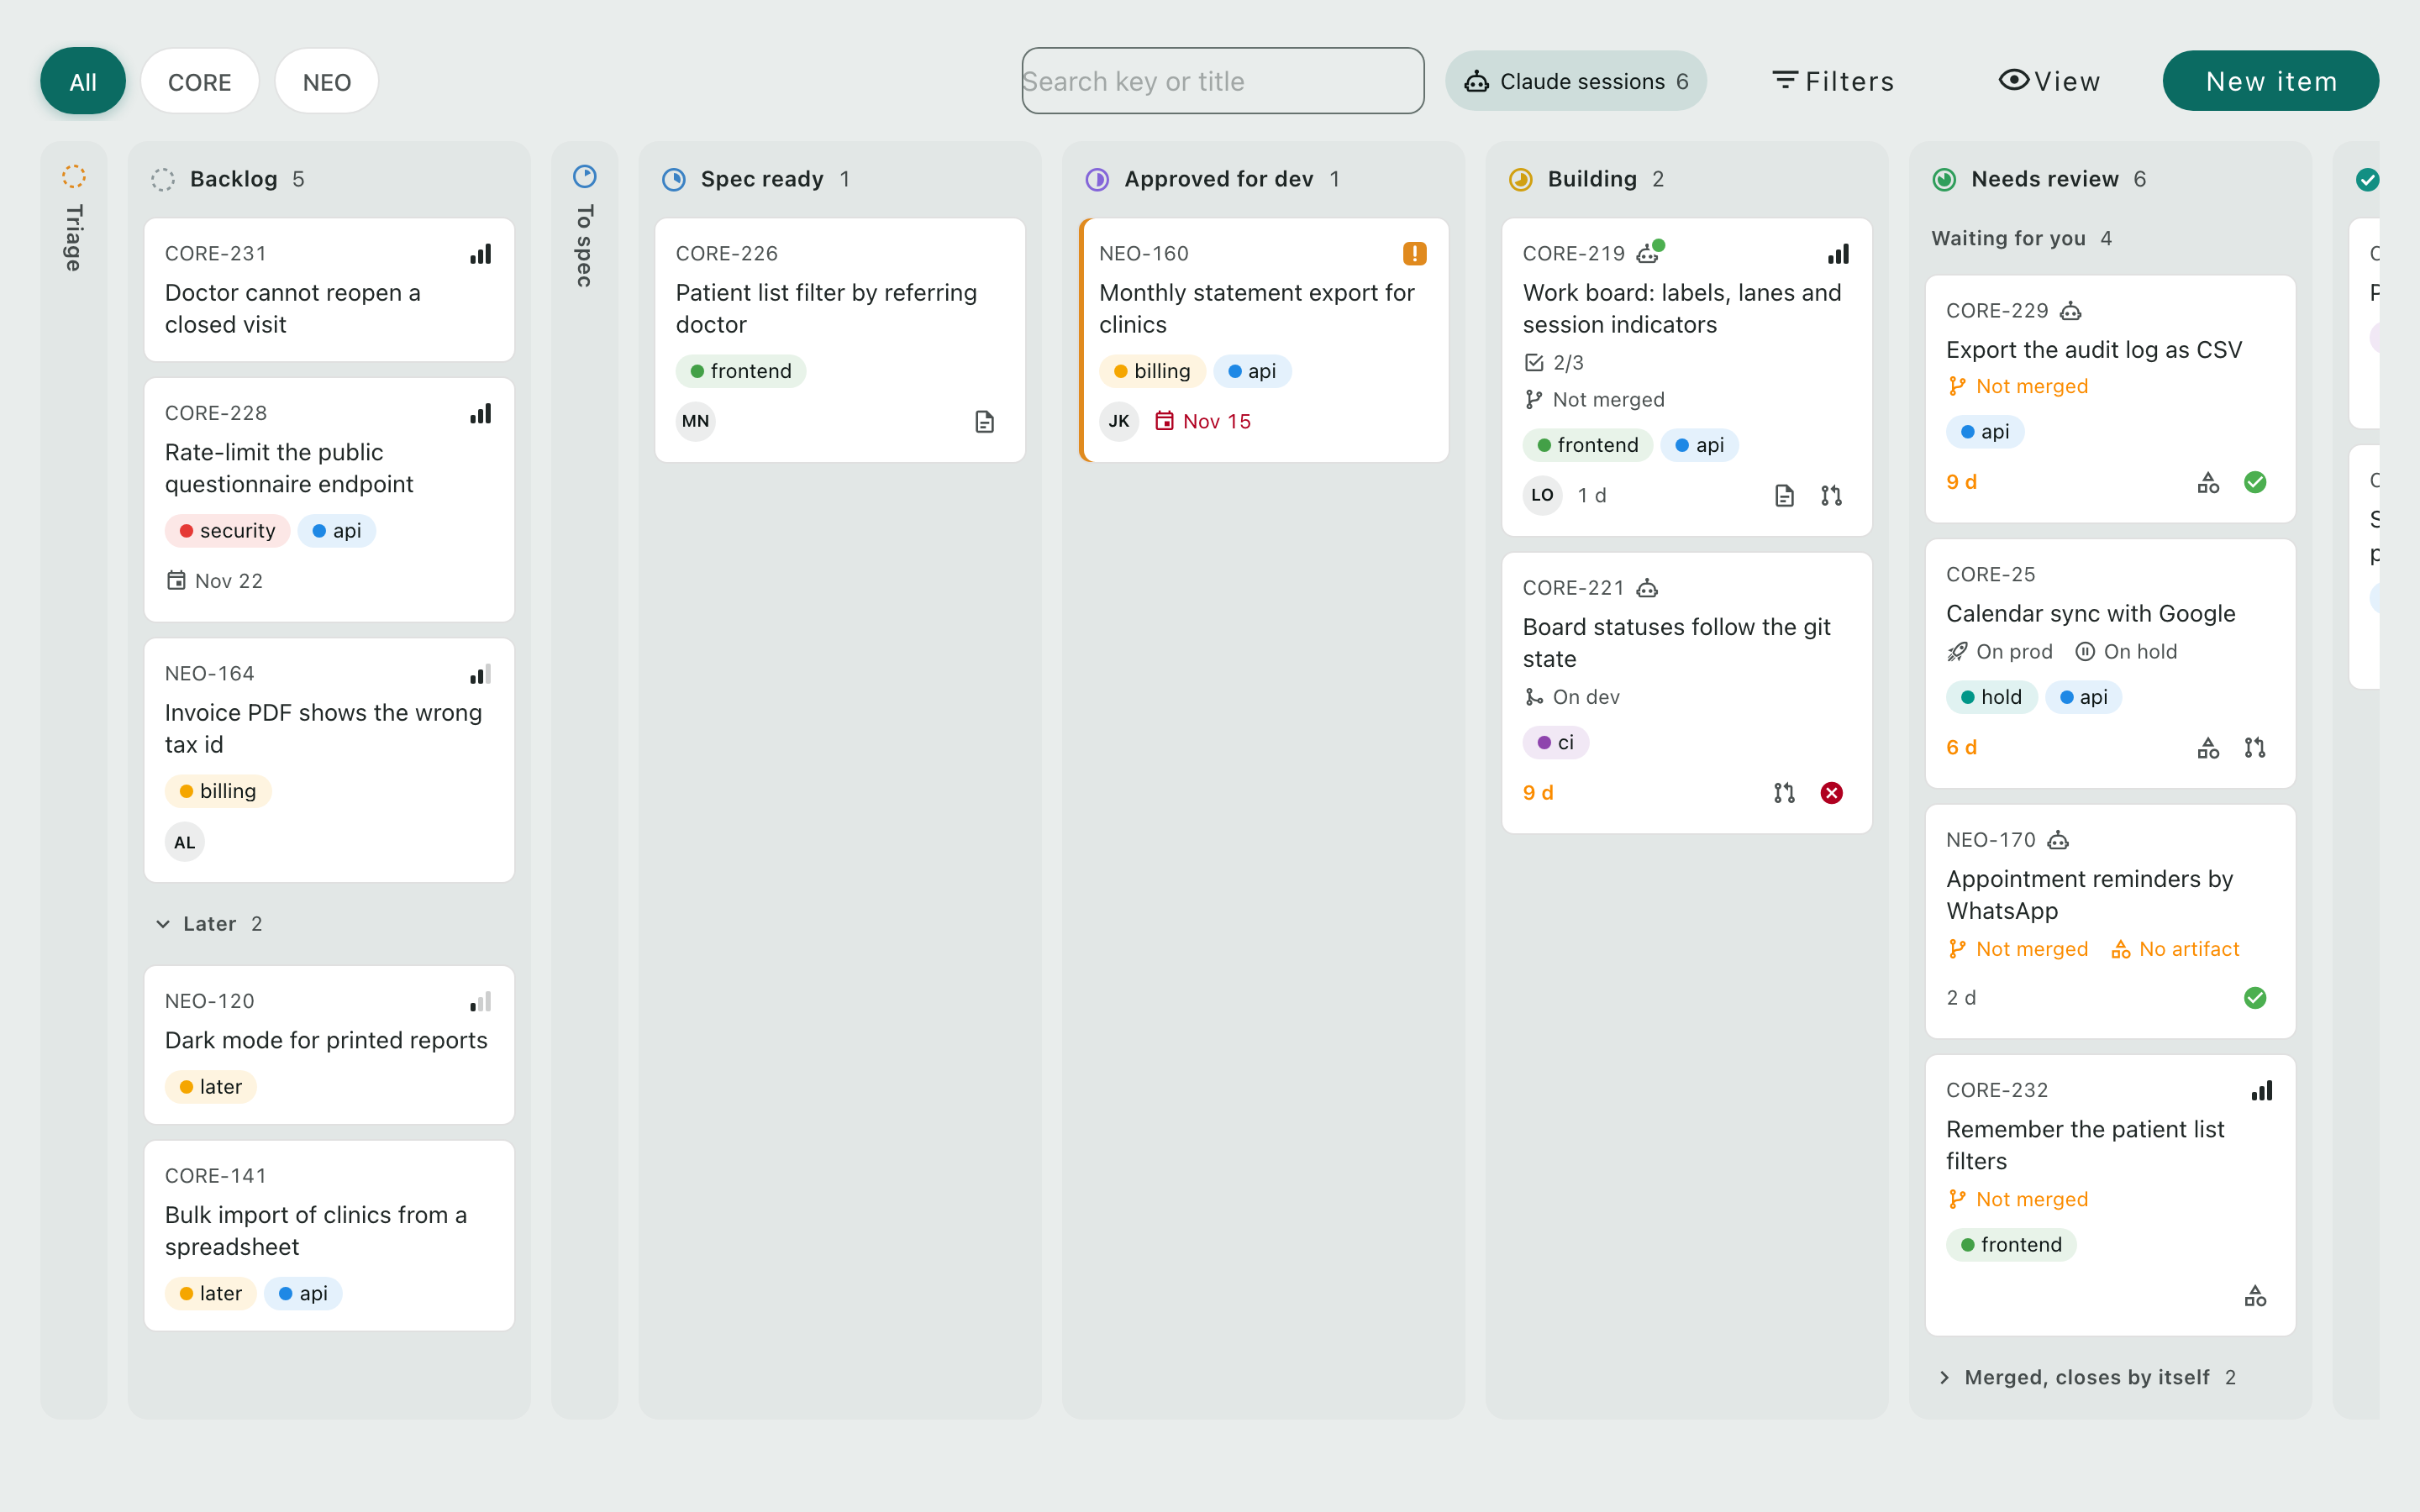 All
CORE
NEO
Search key or title
Claude sessions 6
Filters
View
New item
Triage
Backlog 5
CORE-231
Doctor cannot reopen a
closed visit
CORE-228
Rate-limit the public
questionnaire endpoint
security
api
Nov 22
NEO-164
Invoice PDF shows the wrong
tax id
billing
AL
Later 2
NEO-120
Dark mode for printed reports
later
CORE-141
Bulk import of clinics from a
spreadsheet
later
api
To spec
Spec ready 1
CORE-226
Patient list filter by referring
doctor
frontend
MN
Approved for dev 1
NEO-160
Monthly statement export for
clinics
billing
api
JK
Nov 15
Building 2
CORE-219
Work board: labels, lanes and
session indicators
2/3
Not merged
frontend
api
LO
1 d
CORE-221
Board statuses follow the git
state
On dev
ci
9 d
Needs review 6
Waiting for you 4
CORE-229
Export the audit log as CSV
Not merged
api
9 d
CORE-25
Calendar sync with Google
On prod
On hold
hold
api
6 d
NEO-170
Appointment reminders by
WhatsApp
Not merged
No artifact
2 d
CORE-232
Remember the patient list
filters
Not merged
frontend
Merged, closes by itself 2